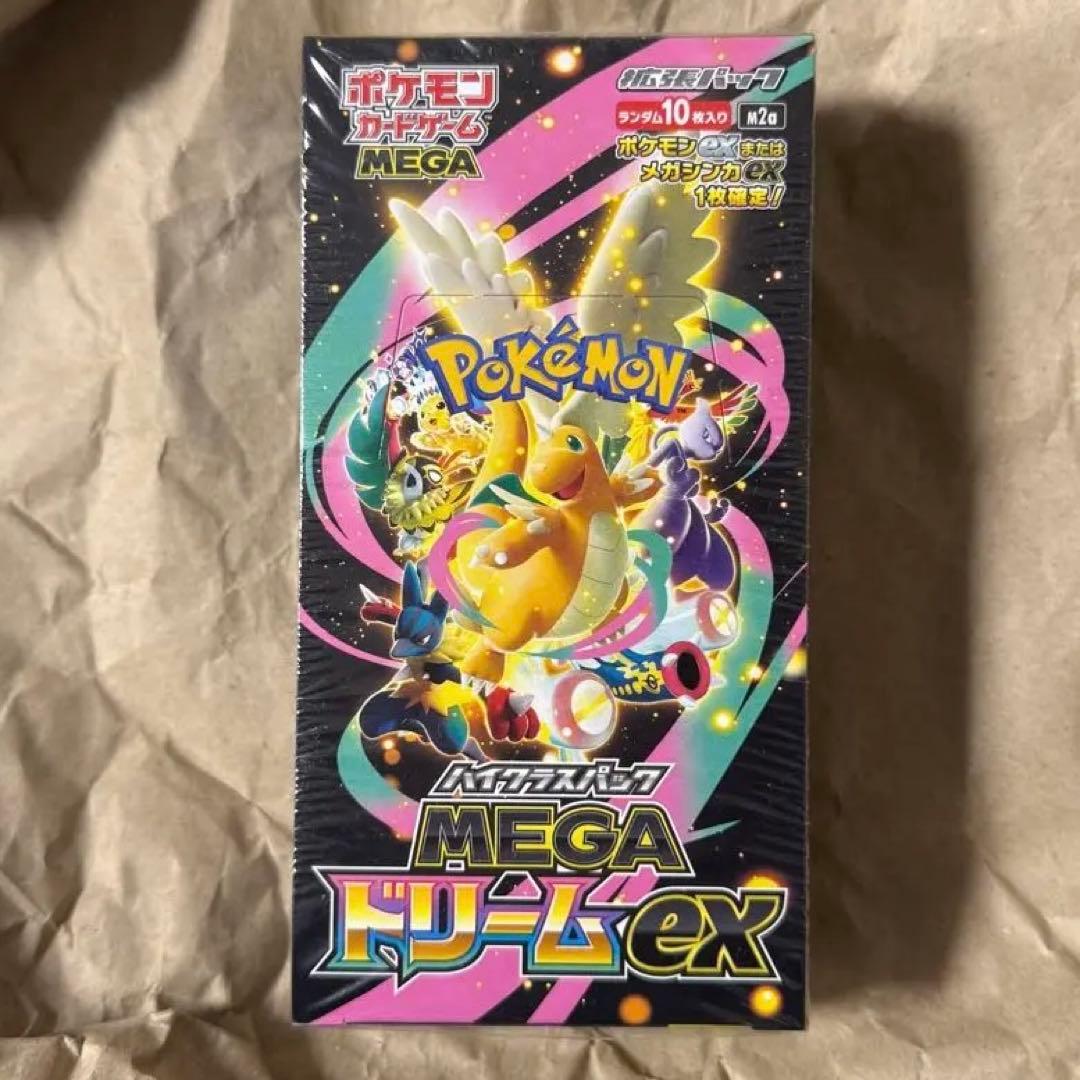 ポケモン
カードゲーム
MEGA
拡張パック
ランダム10枚入り M2a
ポケモンexまたは
メガシンカex
1枚確定!
POKéMON
ハイクラスパック
MEGA
ドリームex